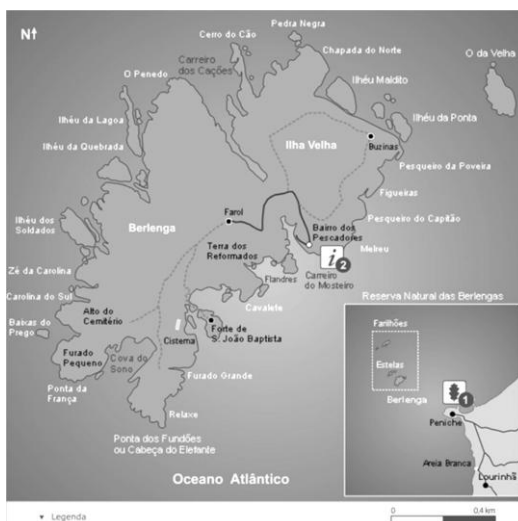 N
Pedra Negra
Cerro do Cão
Carreiro
dos Cações
Chapada do Norte
O da Velha
O Penedo
Ilhéu Maldito
Ilhéu da Lagoa
Ilhéu da Ponta
Ilha Velha
Buzinas
Ilhéu da Quebrada
Pesqueiro da Poveira
Figueiras
Berlenga
Farol
Pesqueiro do Capitão
Ilhéu dos
Soldados
Bairro dos
Pescadores
i
2
Melreu
Terra dos
Reformados
Flandres
Carreiro
do Mosteiro
Zé da Carolina
Carolina do Sul
Cavalete
Reserva Natural das Berlengas
Baixas do
Prego
Alto do
Cemitério
Forte de
S. João Baptista
Cisterna
Farilhões
Furado
Pequeno
Cova do
Sono
Estelas
Furado Grande
Ponta da
França
Berlenga
1
Peniche
Relaxe
Ponta dos Fundões
ou Cabeça do Elefante
Areia Branca
Oceano Atlântico
Lourinhã
Legenda
0
0,4 km